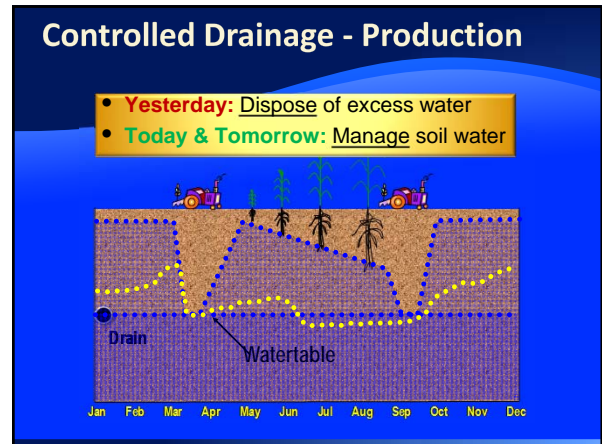 Controlled Drainage - Production
• Yesterday: Dispose of excess water
• Today & Tomorrow: Manage soil water
Drain
Watertable
Jan Feb Mar Apr May Jun Jul Aug Sep Oct Nov Dec